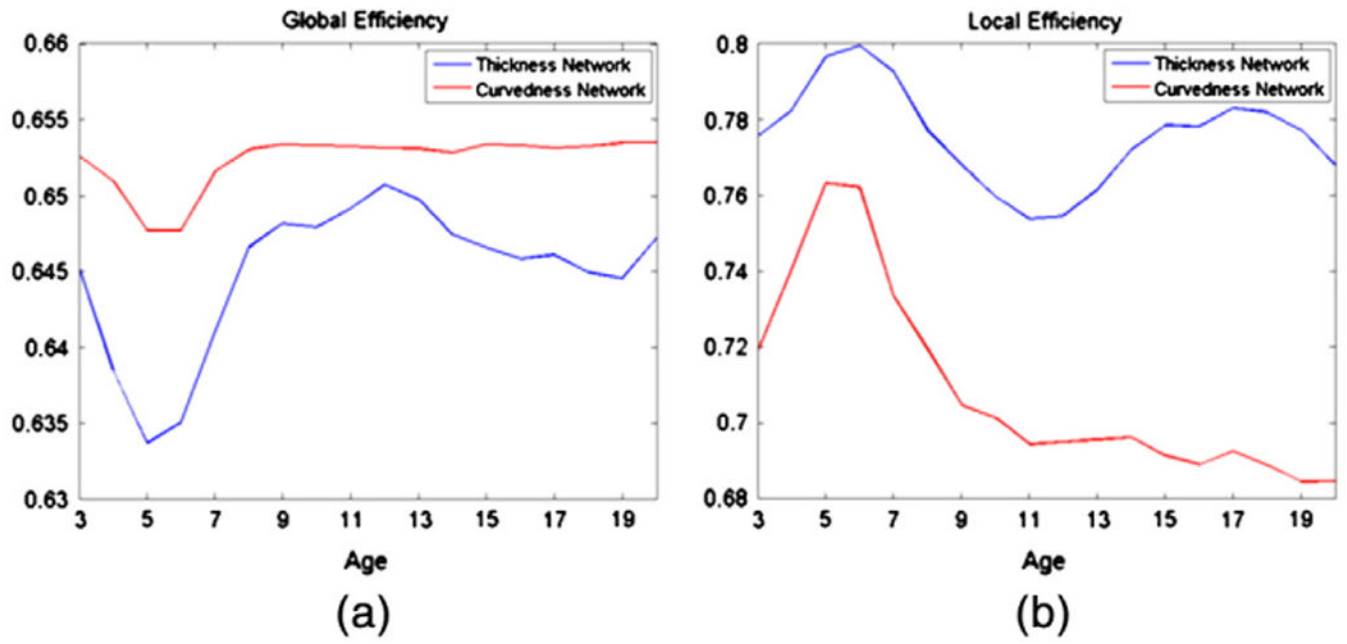 Global Efficiency
0.66
0.655
0.65
0.645
0.64
0.635
0.63
3 5 7 9 11 13 15 17 19
Age
Thickness Network
Curvedness Network
(a)
Local Efficiency
0.8
0.78
0.76
0.74
0.72
0.7
0.68
3 5 7 9 11 13 15 17 19
Age
Thickness Network
Curvedness Network
(b)